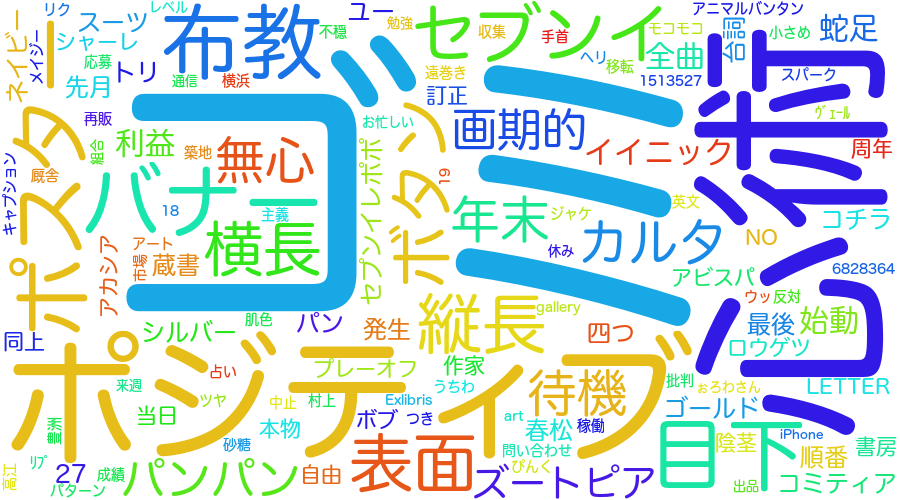 リク
スーツ
レベル
布教
ユー
勉強
セブンイ
アニマルバンタン
小さめ
蛇足
ネイビー
メイジー
シャーレ
応募
トリ
不穏
収集
手首
モコモコ
全曲
台詞
先月
通信
横浜
遠巻き
ヘリ
移転
1513527
スパーク
ポスター
再販
ゴミ
訂正
ヴェール
組合
利益
築地
無心
お忙しい
ボタン
画期的
イイニック
心臓
周年
キャプション
厩舎
バナー
セブンイレポポ
19
英文
18
主義
年末
ジャケ
カルタ
コチラ
アカシア
アート
市場
蔵書
横長
休み
NO
アビスパ
6828364
同上
シルバー
肌色
パン
発生
縦長
gallery
四つ
ウッ
反対
最後
始動
ロウゲツ
ポジティブ
占い
プレーオフ
作家
待機
批判
ぉろわさん
LETTER
来週
ツヤ
中止
村上
Exlibris
うちわ
ゴールド
豊洲
当日
砂糖
本物
ボブ
つき
art
春松
稼働
目下
iPhone
陰茎
書房
高江
リプ
27
成績
パターン
パンパン
自由
表面
問い合わせ
ぴんく
ズートピア
出品
順番
コミティア